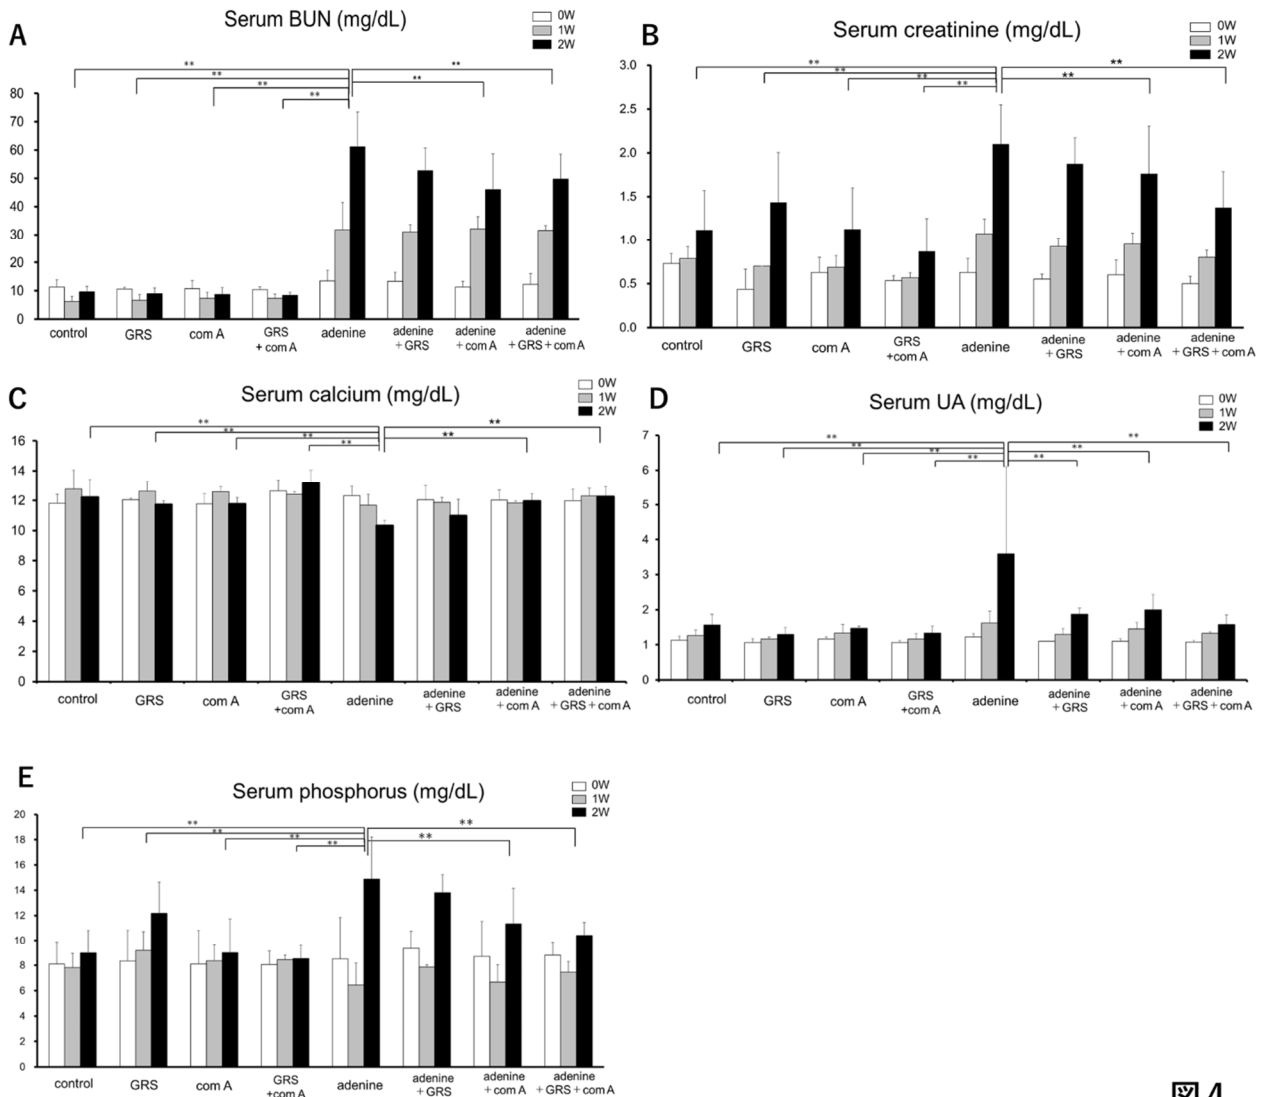 A
Serum BUN (mg/dL)
0W
1W
2W
** ** ** ** ** **
80
70
60
50
40
30
20
10
0
control GRS com A GRS + com A adenine adenine + GRS adenine + com A adenine + GRS + com A
B
Serum creatinine (mg/dL)
0W
1W
2W
** ** ** ** ** **
3.0
2.5
2.0
1.5
1.0
0.5
0.0
control GRS com A GRS +com A adenine adenine + GRS adenine + com A adenine + GRS + com A
C
Serum calcium (mg/dL)
0W
1W
2W
** ** ** ** ** **
16
14
12
10
8
6
4
2
0
control GRS com A GRS +com A adenine adenine + GRS adenine + com A adenine + GRS + com A
D
Serum UA (mg/dL)
0W
1W
2W
** ** ** ** ** ** **
7
6
5
4
3
2
1
0
control GRS com A GRS +com A adenine adenine + GRS adenine + com A adenine + GRS + com A
E
Serum phosphorus (mg/dL)
0W
1W
2W
** ** ** ** ** **
20
18
16
14
12
10
8
6
4
2
0
control GRS com A GRS +com A adenine adenine + GRS adenine + com A adenine + GRS + com A
図 4